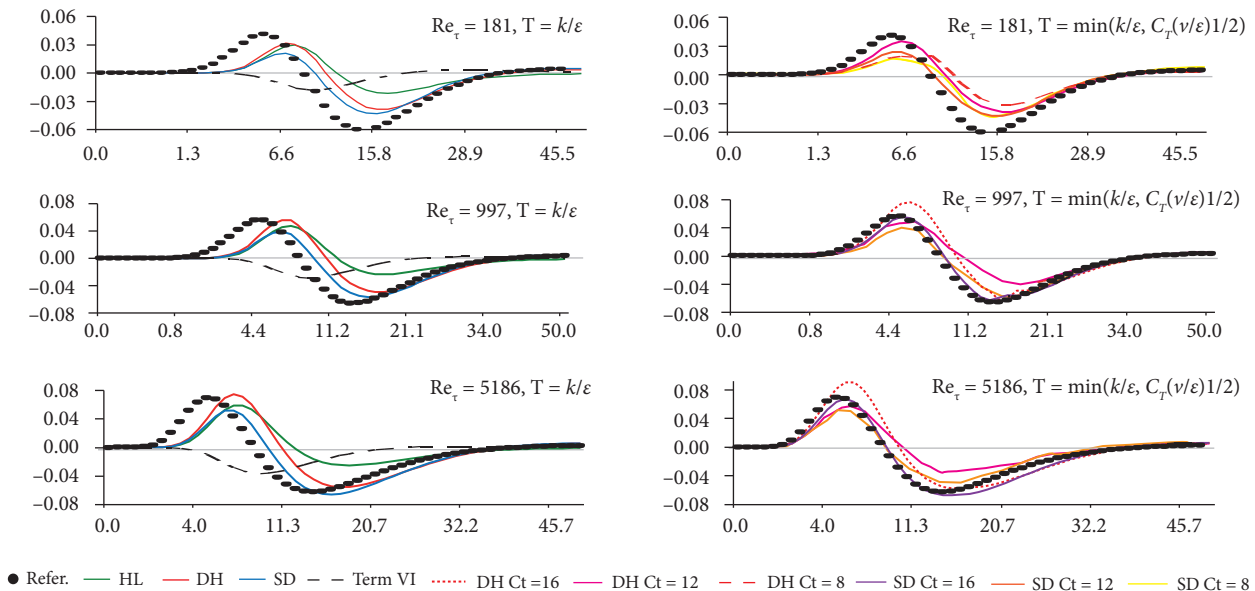 Re_τ = 181, T = k/ε
0.06
0.03
0.00
−0.03
−0.06
0.0 1.3 6.6 15.8 28.9 45.5
Re_τ = 181, T = min(k/ε, C_T(ν/ε)1/2)
0.06
0.03
0.00
−0.03
−0.06
0.0 1.3 6.6 15.8 28.9 45.5
Re_τ = 997, T = k/ε
0.08
0.04
0.00
−0.04
−0.08
0.0 0.8 4.4 11.2 21.1 34.0 50.0
Re_τ = 997, T = min(k/ε, C_T(ν/ε)1/2)
0.08
0.04
0.00
−0.04
−0.08
0.0 0.8 4.4 11.2 21.1 34.0 50.0
Re_τ = 5186, T = k/ε
0.08
0.04
0.00
−0.04
−0.08
0.0 4.0 11.3 20.7 32.2 45.7
Re_τ = 5186, T = min(k/ε, C_T(ν/ε)1/2)
0.08
0.04
0.00
−0.04
−0.08
0.0 4.0 11.3 20.7 32.2 45.7
Refer. HL DH SD Term VI DH Ct =16 DH Ct = 12 DH Ct = 8 SD Ct = 16 SD Ct = 12 SD Ct = 8